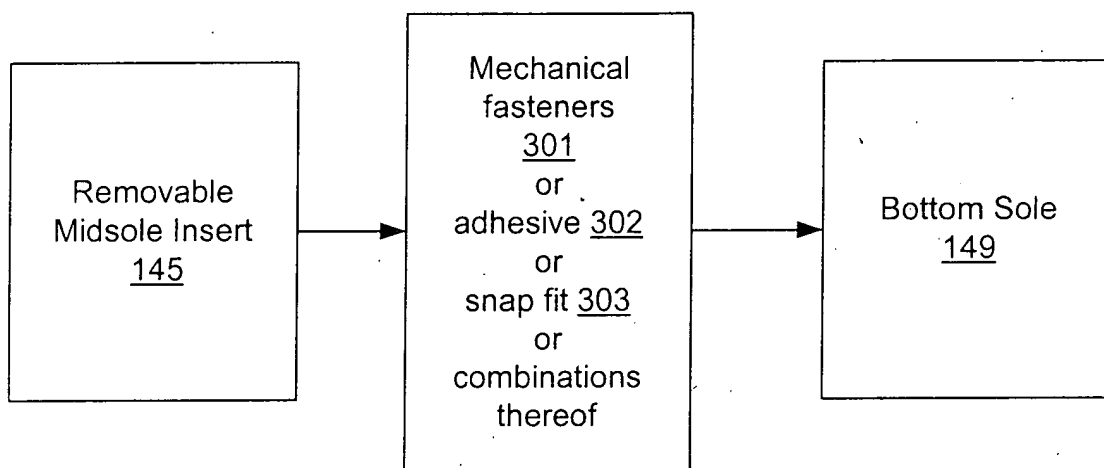 Removable
Midsole Insert
145
Mechanical
fasteners
301
or
adhesive 302
or
snap fit 303
or
combinations
thereof
Bottom Sole
149